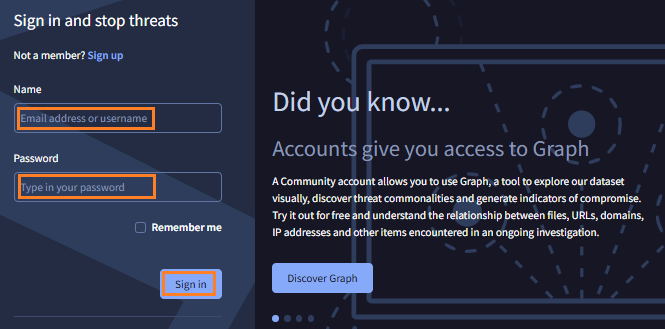 Sign in and stop threats
Not a member? Sign up
Name
Email address or username
Password
Type in your password
Remember me
Sign in
Did you know...
Accounts give you access to Graph
A Community account allows you to use Graph, a tool to explore our dataset
visually, discover threat commonalities and generate indicators of compromise.
Try it out for free and understand the relationship between files, URLs, domains,
IP addresses and other items encountered in an ongoing investigation.
Discover Graph